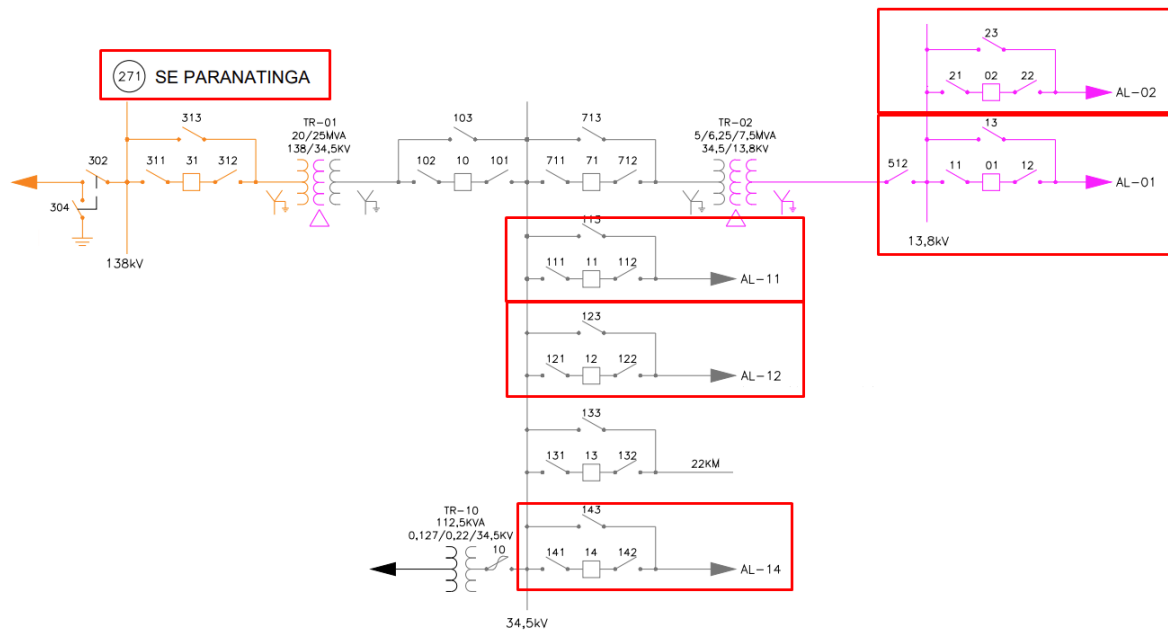 271 SE PARANATINGA
23
21 02 22
AL-02
313
TR-01
20/25MVA
138/34,5KV
103
713
TR-02
5/6,25/7,5MVA
34,5/13,8KV
13
302
311 31 312
102 10 101
711 71 712
512
11 01 12
AL-01
304
138kV
13,8kV
113
111 11 112
AL-11
123
121 12 122
AL-12
133
131 13 132
22KM
TR-10
112,5KVA
0,127/0,22/34,5KV
10
143
141 14 142
AL-14
34,5kV